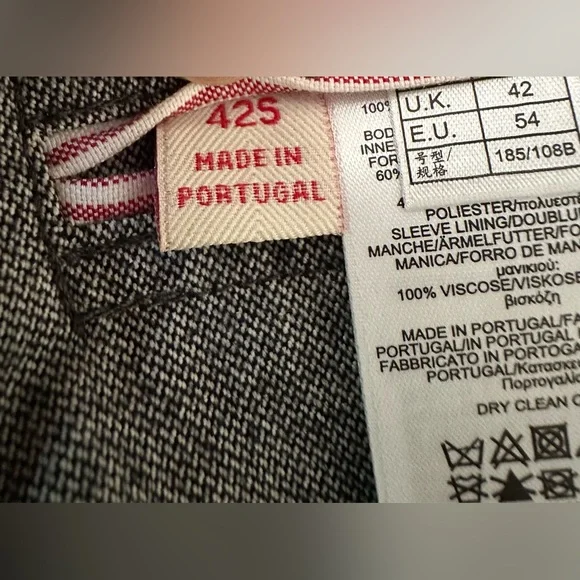 42S
MADE IN
PORTUGAL
U.K. 42
E.U. 54
号型/规格 185/108B
100%
BOD
INNE
FOR
60%
4
POLIESTER/πολυεστ
SLEEVE LINING/DOUBLU
MANCHE/ÄRMELFUTTER/FO
MANICA/FORRO DE MAN
μανικιού:
100% VISCOSE/VISKOSE
βισκόζη
MADE IN PORTUGAL/FA
PORTUGAL/IN PORTUGAL
FABBRICATO IN PORTOGA
PORTUGAL/Κατασκε
Πορτογαλ
DRY CLEAN O